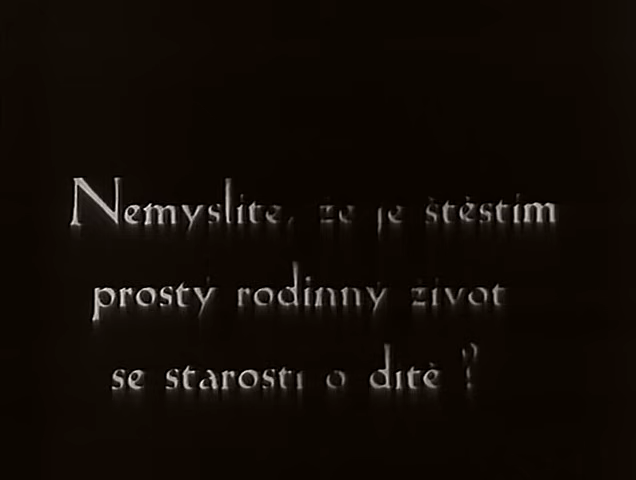 Nemyslíte, že je štěstím
prostý rodinný život
se starostí o dítě ?